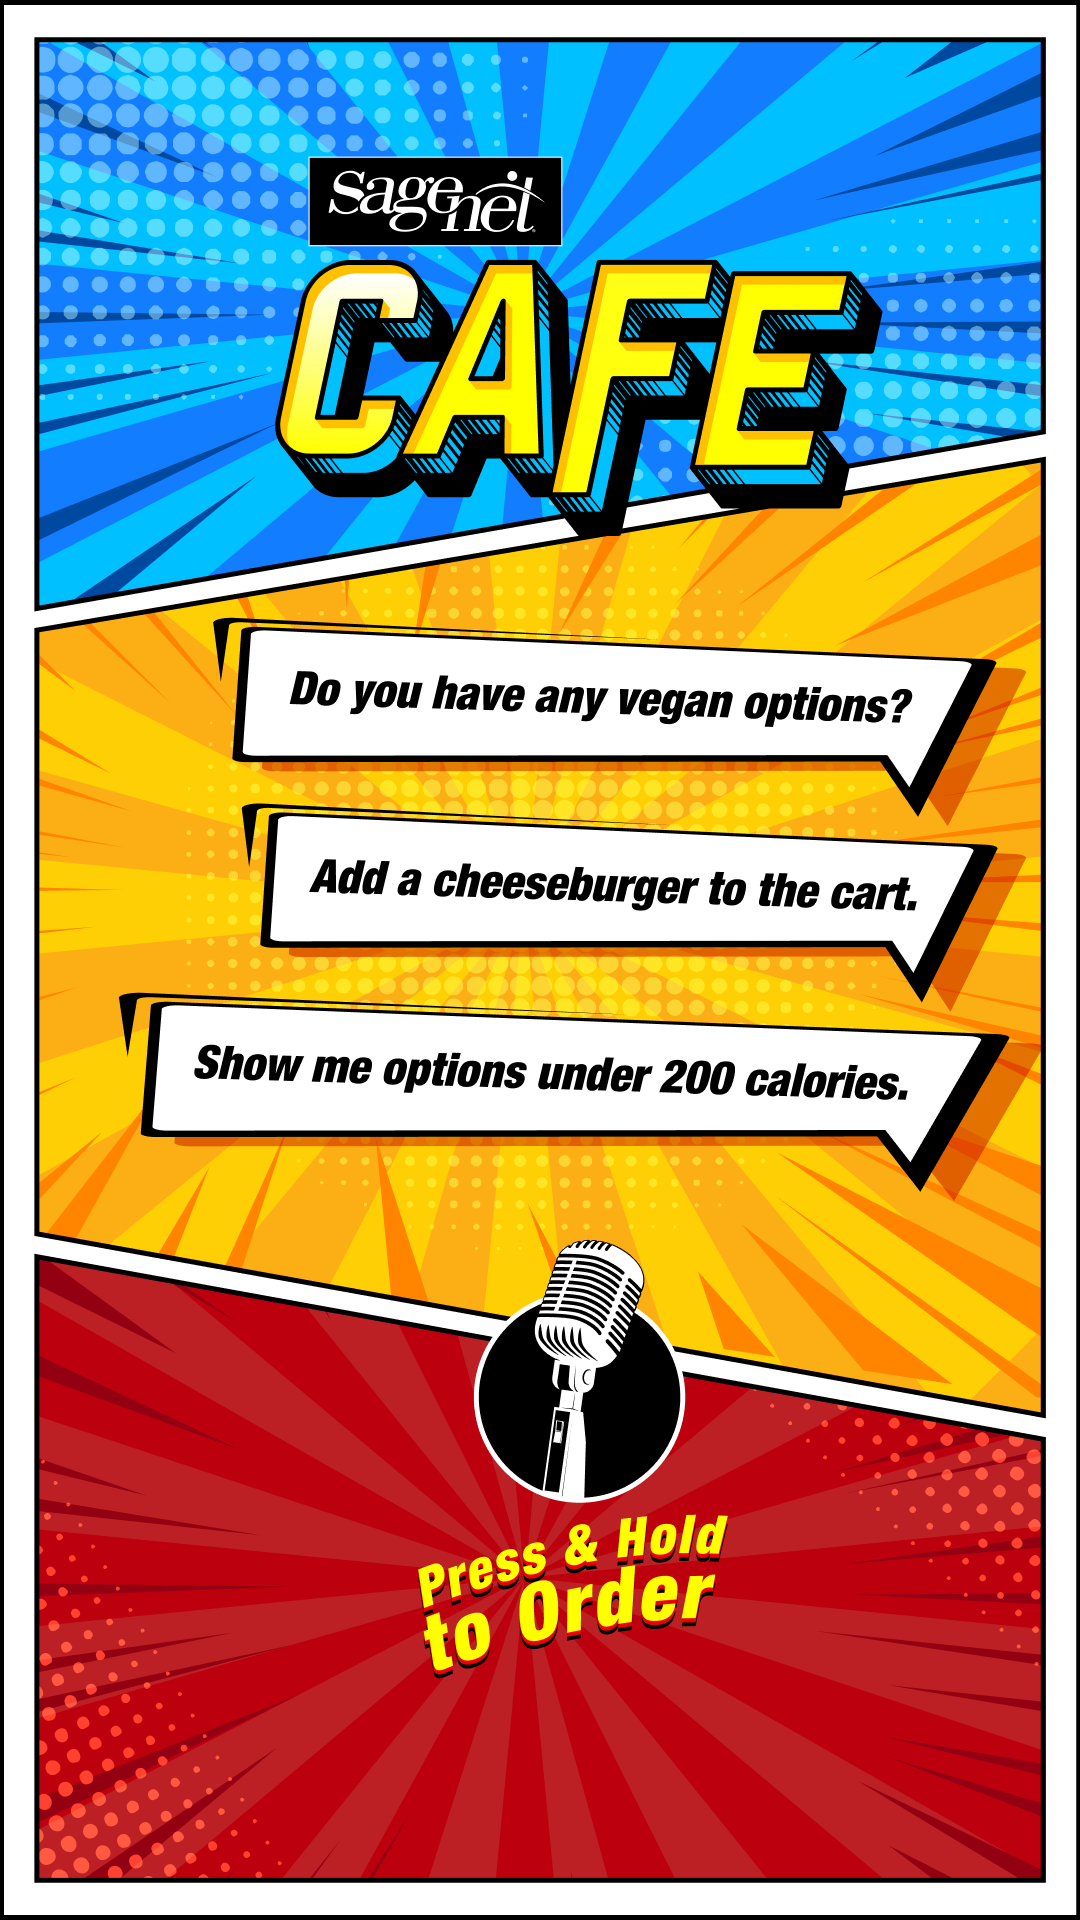 Sagenet
CAFE
Do you have any vegan options?
Add a cheeseburger to the cart.
Show me options under 200 calories.
Press & Hold
to Order